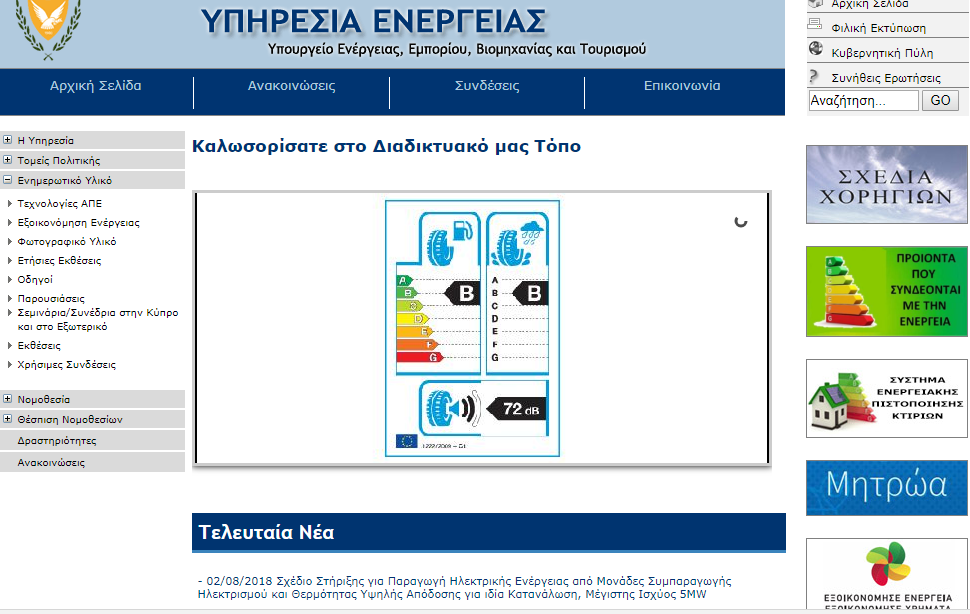 ΥΠΗΡΕΣΙΑ ΕΝΕΡΓΕΙΑΣ
Υπουργείο Ενέργειας, Εμπορίου, Βιομηχανίας και Τουρισμού
Αρχική Σελίδα
Ανακοινώσεις
Συνδέσεις
Επικοινωνία
Αρχική Σελίδα
Φιλική Εκτύπωση
Κυβερνητική Πύλη
Συνήθεις Ερωτήσεις
Αναζήτηση...
GO
Η Υπηρεσία
Τομείς Πολιτικής
Ενημερωτικό Υλικό
Τεχνολογίες ΑΠΕ
Εξοικονόμηση Ενέργειας
Φωτογραφικό Υλικό
Ετήσιες Εκθέσεις
Οδηγοί
Παρουσιάσεις
Σεμινάρια/Συνέδρια στην Κύπρο
και στο Εξωτερικό
Εκθέσεις
Χρήσιμες Συνδέσεις
Νομοθεσία
Θέσπιση Νομοθεσίων
Δραστηριότητες
Ανακοινώσεις
Καλωσορίσατε στο Διαδικτυακό μας Τόπο
A
B
C
D
E
F
G
B
A
B
C
D
E
F
G
B
72 dB
1222/2009 – C1
Τελευταία Νέα
- 02/08/2018 Σχέδιο Στήριξης για Παραγωγή Ηλεκτρικής Ενέργειας από Μονάδες Συμπαραγωγής
Ηλεκτρισμού και Θερμότητας Υψηλής Απόδοσης για ιδία Κατανάλωση, Μέγιστη Ισχύος 5MW
ΣΧΕΔΙΑ
ΧΟΡΗΓΙΩΝ
ΠΡΟΙΟΝΤΑ
ΠΟΥ
ΣΥΝΔΕΟΝΤΑΙ
ΜΕ ΤΗΝ
ΕΝΕΡΓΕΙΑ
ΣΥΣΤΗΜΑ
ΕΝΕΡΓΕΙΑΚΗΣ
ΠΙΣΤΟΠΟΙΗΣΗΣ
ΚΤΙΡΙΩΝ
Μητρώα
ΕΞΟΙΚΟΝΟΜΗΣΕ ΕΝΕΡΓΕΙΑ
ΕΞΟΙΚΟΝΟΜΗΣΕ ΧΡΗΜΑΤΑ